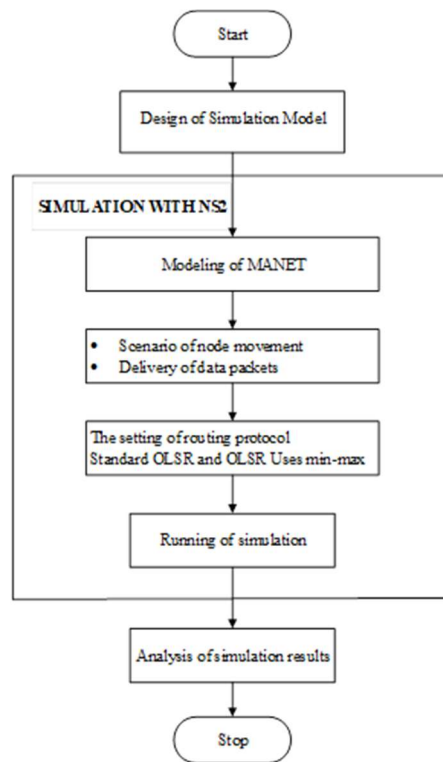 Start
Design of Simulation Model
SIMULATION WITH NS2
Modeling of MANET
• Scenario of node movement
• Delivery of data packets
The setting of routing protocol
Standard OLSR and OLSR Uses min-max
Running of simulation
Analysis of simulation results
Stop